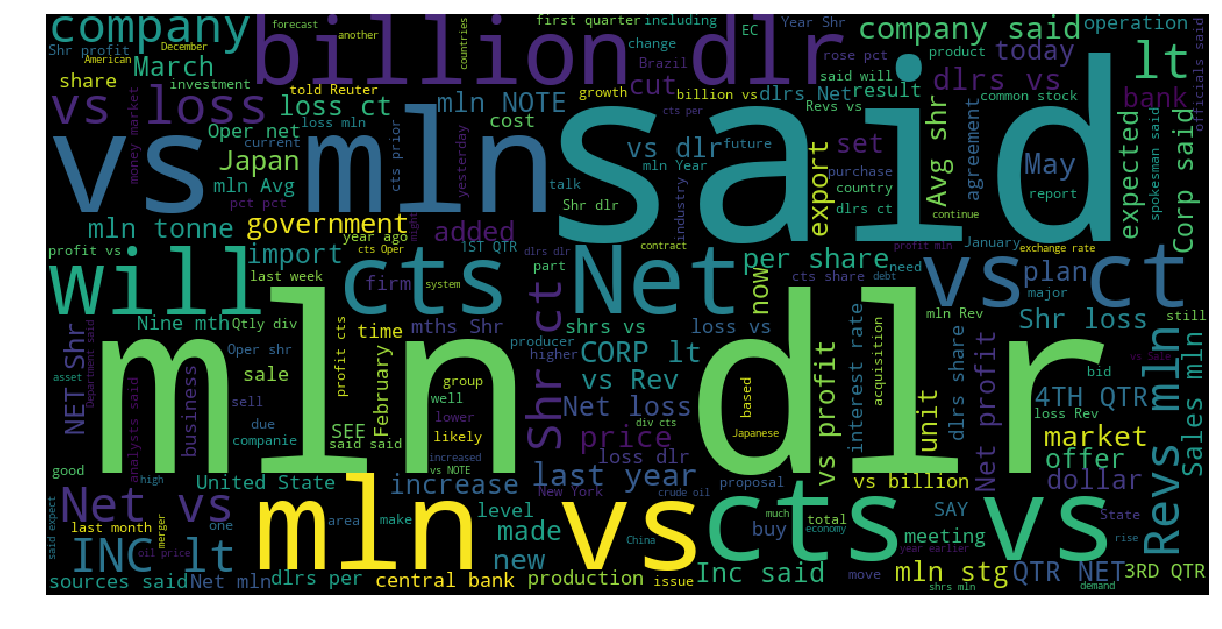 company
billion dlr
forecast
another
first quarter
including
Year Shr
company said
operation
Shr profit
December
American
March
countries
change
EC
Brazil
rose pct
product
today
lt
officials said
share
investment
told Reuter
growth
cut
said will
result
dlrs vs
bank
vs loss
loss ct
mln NOTE
billion vs
dlrs Net
Revs vs
common stock
money market
Oper net
loss mln
cts prior
cost
cts per
set
expected
spokesman said
Corp said
vs mln
said
Japan
current
yesterday
vs dlr
future
mln Year
purchase
export
Avg shr
agreement
May
pct pct
mln Avg
talk
Shr dlr
industry
country
dlrs ct
report
continue
mln tonne
government
might
added
year ago
contract
profit mln
January
exchange rate
profit vs
import
cts Oper
1ST QTR
dlrs dlr
per share
will
cts
Net
vs ct
last week
firm
part
system
cts share
debt
now
need
plan
major
mln Rev
still
Nine mth
Qtly div
mths Shr
shrs vs
loss vs
Shr loss
mln dlr
NET Shr
Oper shr
time
producer
higher
CORP lt
vs profit
interest rate
acquisition
dlrs share
bid
vs Sale
asset
Department said
analysts said
business
sale
sell
profit cts
February
group
well
Shr ct
vs Rev
based
unit
Net profit
4TH QTR
loss Rev
Revs mln
Sales mln
due
companie
SEE
said said
lower
likely
Net loss
div cts
Japanese
price
market
good
increased
vs NOTE
loss dlr
offer
high
United State
increase
last year
New York
crude oil
proposal
vs billion
dollar
Net vs
mln vs
cts vs
said expect
last month
merger
one
area
make
level
made
China
much
total
economy
buy
SAY
meeting
State
year earlier
rise
INC lt
oil price
new
sources said
Net mln
dlrs per
central bank
production
issue
Inc said
move
mln stg
shrs mln
QTR NET
3RD QTR
demand